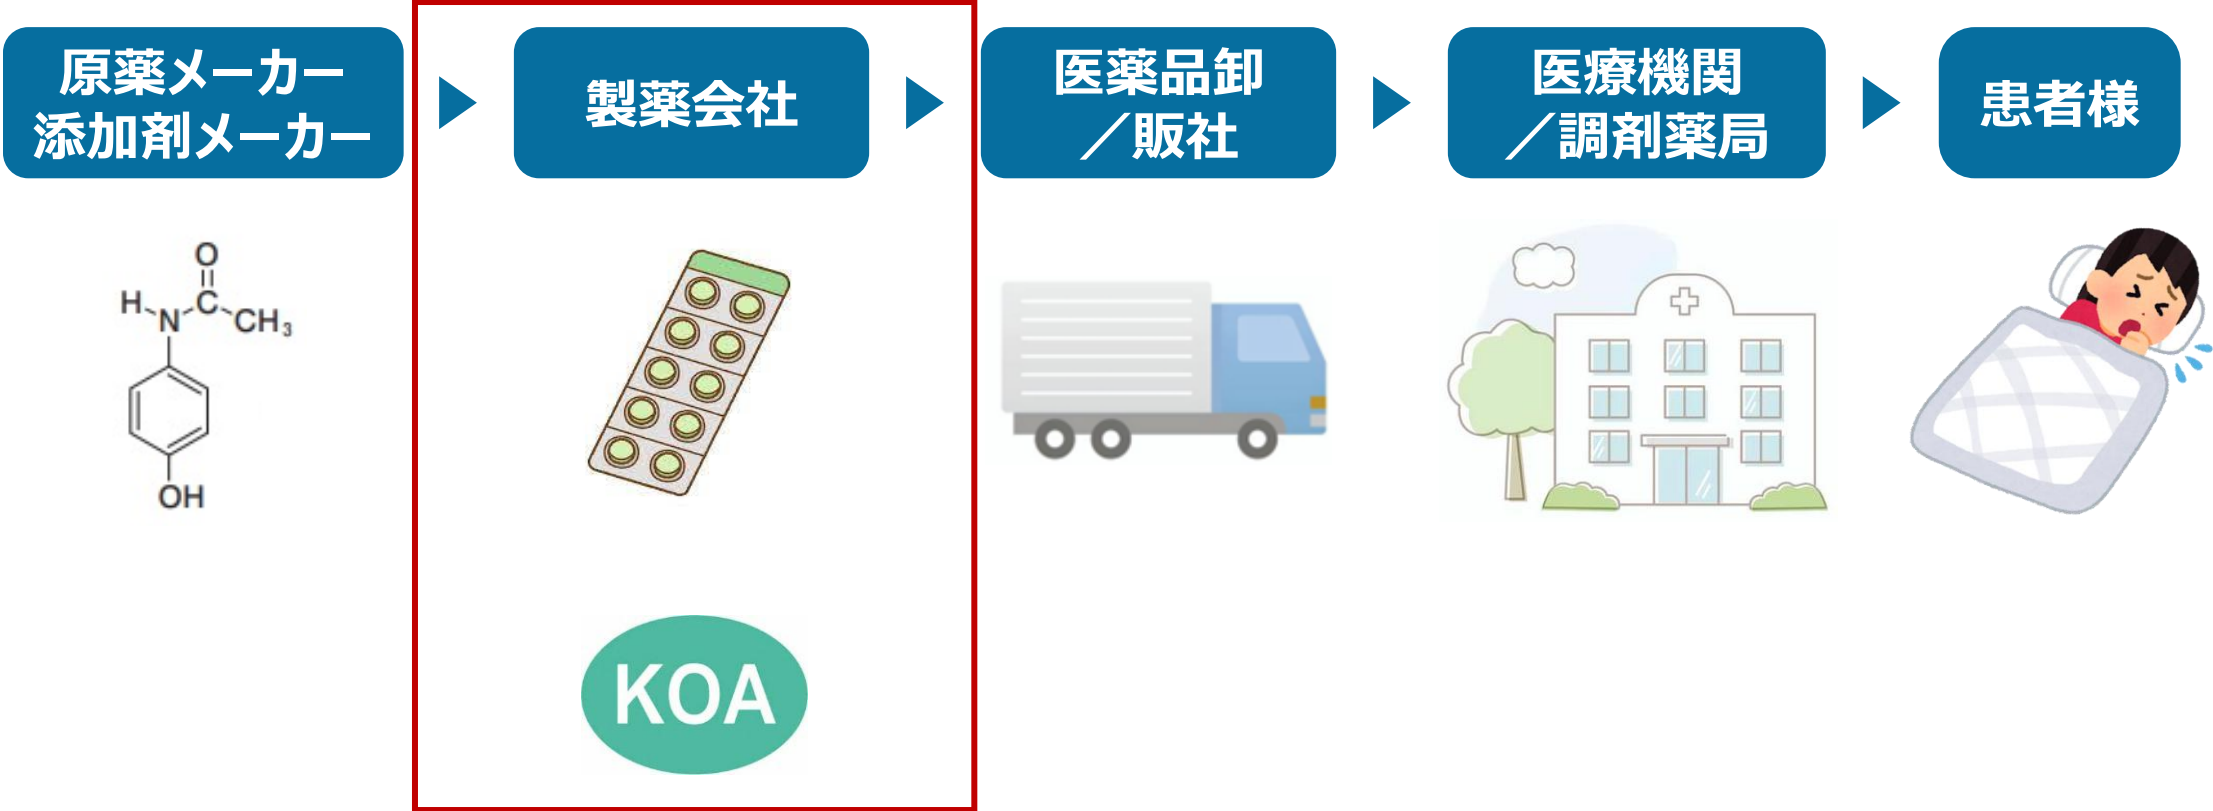 原薬メーカー
添加剤メーカー
製薬会社
医薬品卸
／販社
医療機関
／調剤薬局
患者様
O
H
N
C
CH₃
OH
KOA